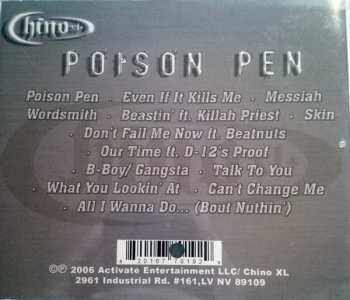 Chino XL
POISON PEN
Poison Pen · Even If It Kills Me · Messiah
Wordsmith · Beastin' ft. Killah Priest · Skin
Don't Fail Me Now ft. Beatnuts
Our Time ft. D-12's Proof
B-Boy/ Gangsta · Talk To You
What You Lookin' At · Can't Change Me
All I Wanna Do... (Bout Nuthin')
©℗ 2006 Activate Entertainment LLC/ Chino XL
2961 Industrial Rd. #161,LV NV 89109